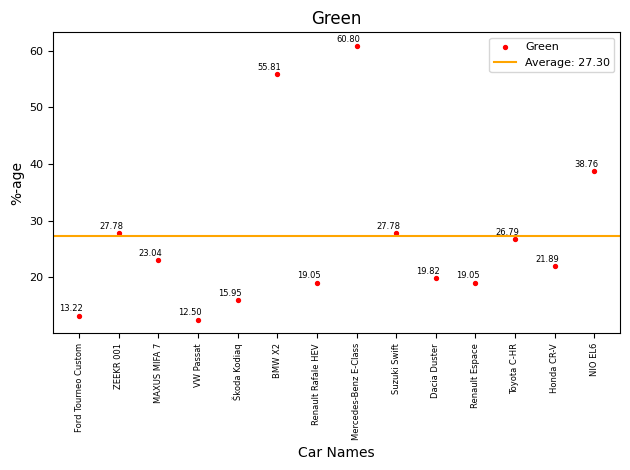 Green
Green
Average: 27.30
%-age
60
50
40
30
20
13.22
27.78
23.04
12.50
15.95
55.81
19.05
60.80
27.78
19.82
19.05
26.79
21.89
38.76
Ford Tourneo Custom
ZEEKR 001
MAXUS MIFA 7
VW Passat
Škoda Kodiaq
BMW X2
Renault Rafale HEV
Mercedes-Benz E-Class
Suzuki Swift
Dacia Duster
Renault Espace
Toyota C-HR
Honda CR-V
NIO EL6
Car Names